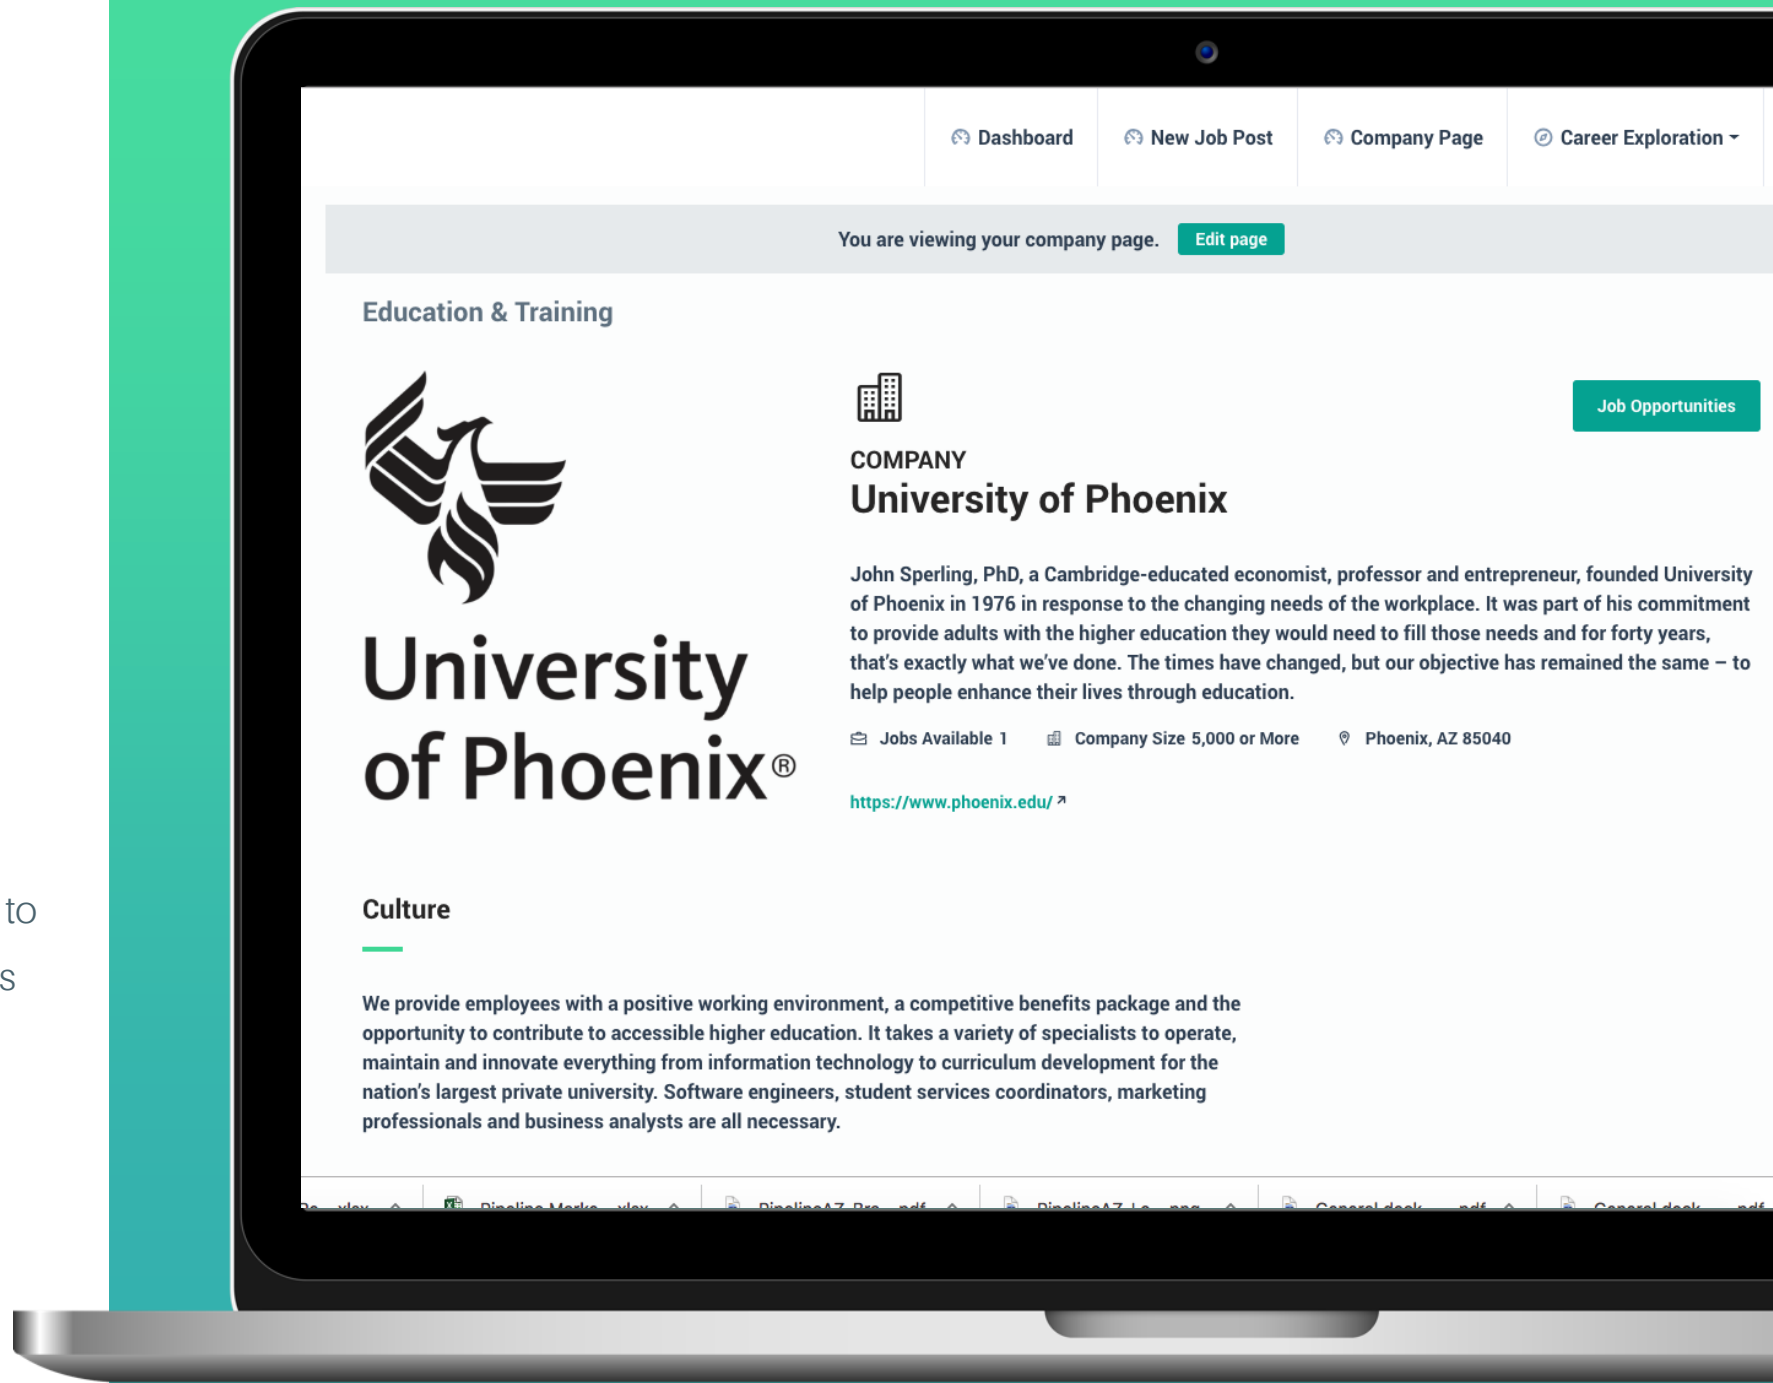 Dashboard
New Job Post
Company Page
Career Exploration
You are viewing your company page.
Edit page
Education & Training
University
of Phoenix®
COMPANY
University of Phoenix
Job Opportunities
John Sperling, PhD, a Cambridge-educated economist, professor and entrepreneur, founded University
of Phoenix in 1976 in response to the changing needs of the workplace. It was part of his commitment
to provide adults with the higher education they would need to fill those needs and for forty years,
that's exactly what we've done. The times have changed, but our objective has remained the same – to
help people enhance their lives through education.
Jobs Available 1
Company Size 5,000 or More
Phoenix, AZ 85040
https://www.phoenix.edu/
to
s
Culture
We provide employees with a positive working environment, a competitive benefits package and the
opportunity to contribute to accessible higher education. It takes a variety of specialists to operate,
maintain and innovate everything from information technology to curriculum development for the
nation's largest private university. Software engineers, student services coordinators, marketing
professionals and business analysts are all necessary.